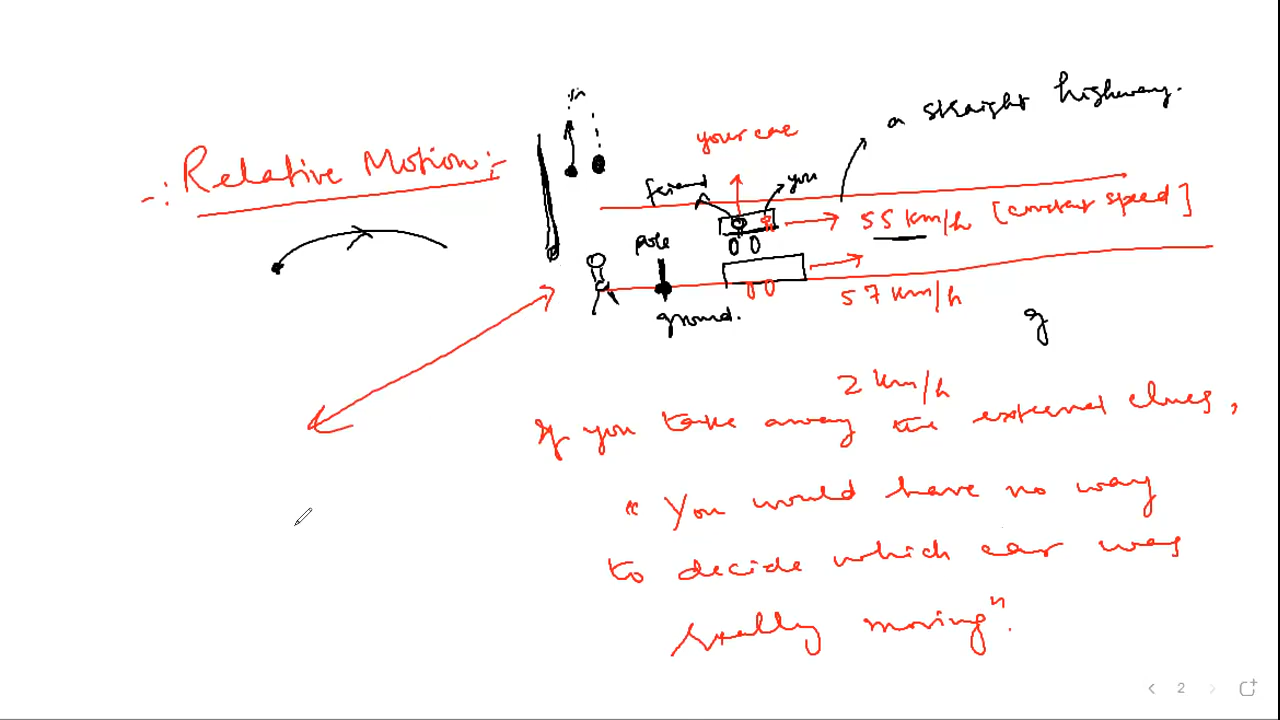 -: Relative Motion :-
a straight highway.
your car
friend
you
55 km/h [constant speed]
pole
57 km/h
ground.
2 km/h
If you take away the external clues,
" You would have no way
to decide which car was
really moving ".
2